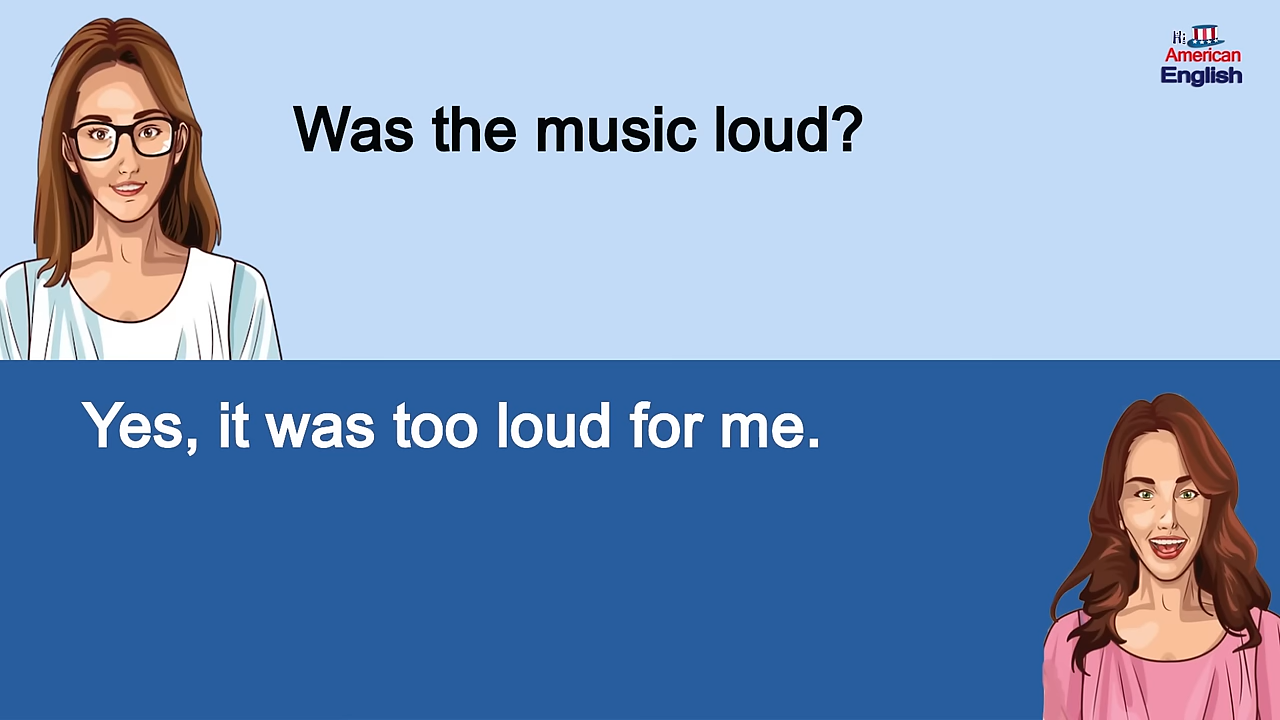 Hi
American
English
Was the music loud?
Yes, it was too loud for me.